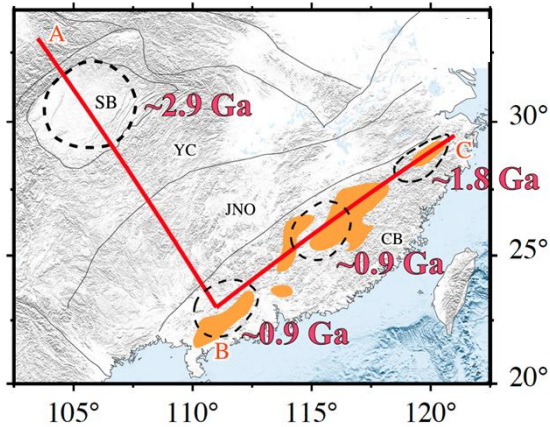 A
SB
~2.9 Ga
30°
YC
C
~1.8 Ga
JNO
CB
25°
~0.9 Ga
~0.9 Ga
B
20°
105°
110°
115°
120°